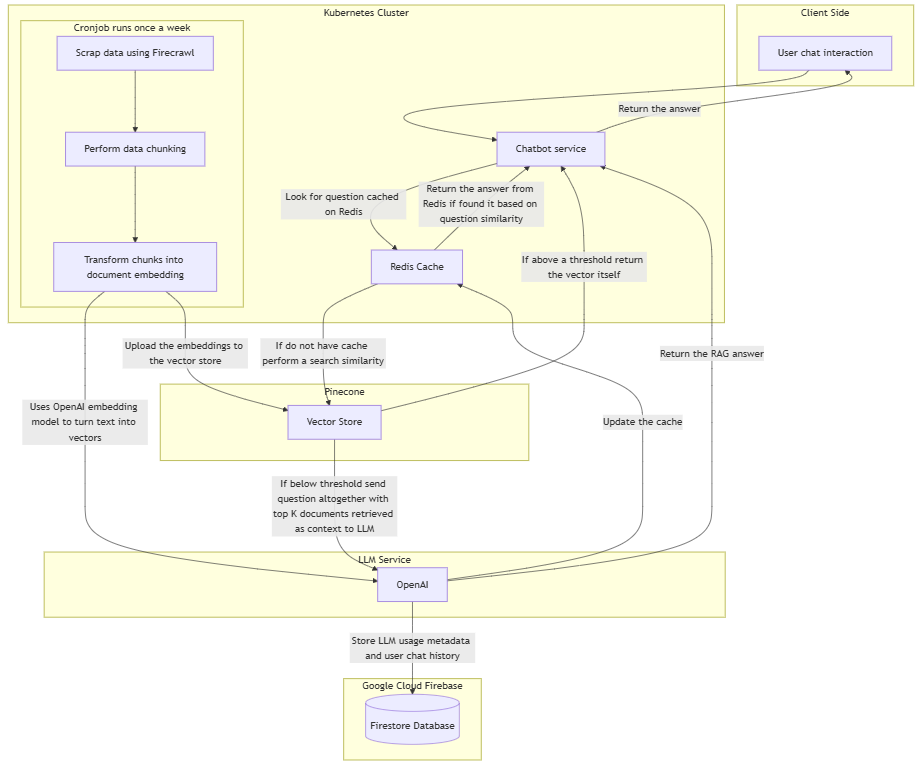 Kubernetes Cluster
Client Side
Cronjob runs once a week
Scrap data using Firecrawl
User chat interaction
Return the answer
Perform data chunking
Chatbot service
Look for question cached
on Redis
Return the answer from
Redis if found it based on
question similarity
Transform chunks into
document embedding
Redis Cache
If above a threshold return
the vector itself
Upload the embeddings to
the vector store
If do not have cache
perform a search similarity
Return the RAG answer
Pinecone
Uses OpenAI embedding
model to turn text into
vectors
Vector Store
Update the cache
If below threshold send
question altogether with
top K documents retrieved
as context to LLM
LLM Service
OpenAI
Store LLM usage metadata
and user chat history
Google Cloud Firebase
Firestore Database